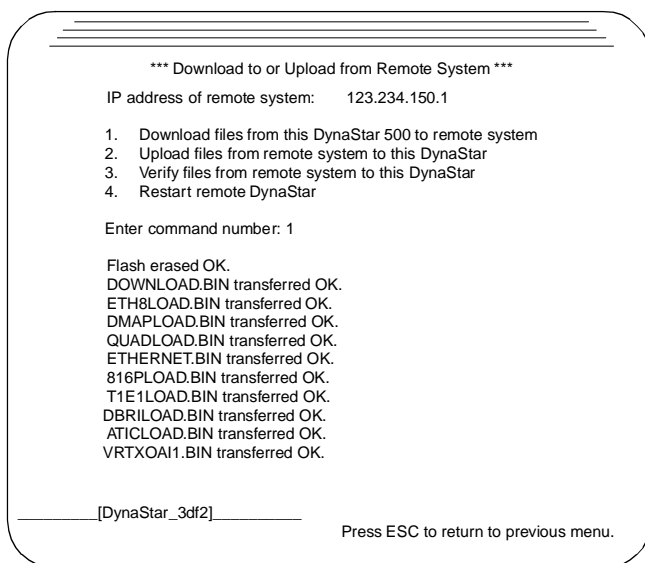 *** Download to or Upload from Remote System ***
IP address of remote system: 123.234.150.1
1. Download files from this DynaStar 500 to remote system
2. Upload files from remote system to this DynaStar
3. Verify files from remote system to this DynaStar
4. Restart remote DynaStar
Enter command number: 1
Flash erased OK.
DOWNLOAD.BIN transferred OK.
ETH8LOAD.BIN transferred OK.
DMAPLOAD.BIN transferred OK.
QUADLOAD.BIN transferred OK.
ETHERNET.BIN transferred OK.
816PLOAD.BIN transferred OK.
T1E1LOAD.BIN transferred OK.
DBRILOAD.BIN transferred OK.
ATICLOAD.BIN transferred OK.
VRTXOAI1.BIN transferred OK.
_________[DynaStar_3df2]__________
Press ESC to return to previous menu.